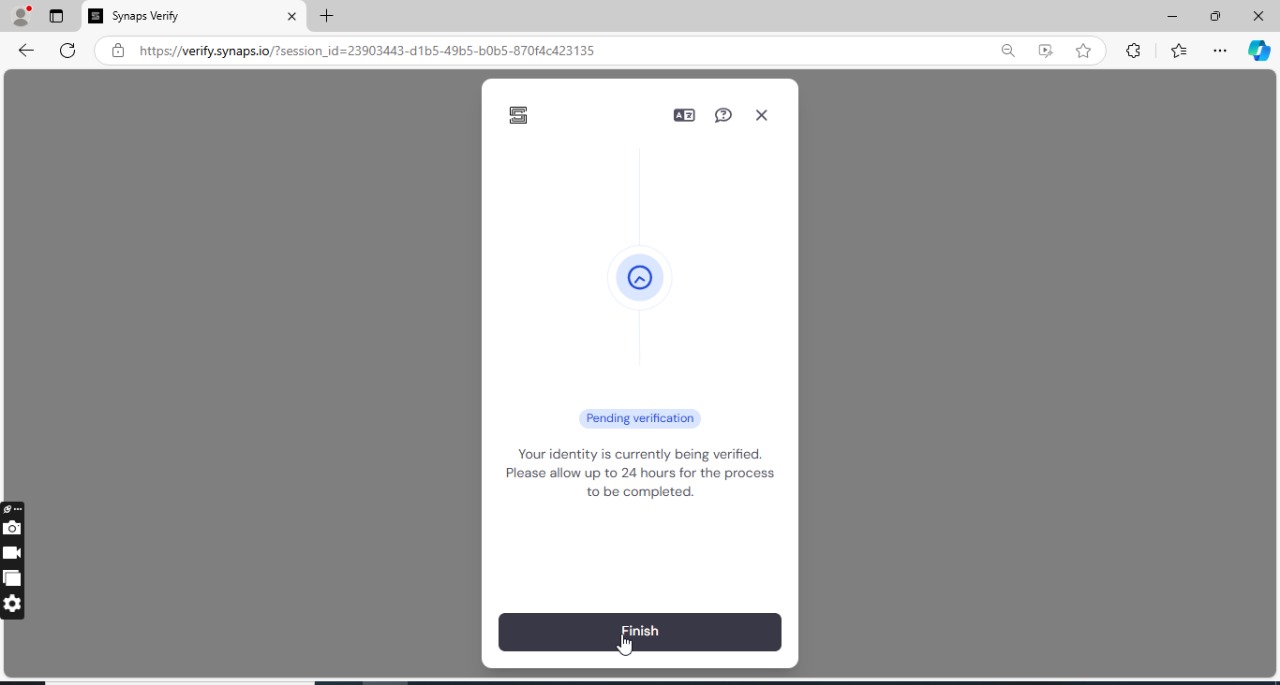 Synaps Verify
https://verify.synaps.io/?session_id=23903443-d1b5-49b5-b0b5-870f4c423135
Pending verification
Your identity is currently being verified.
Please allow up to 24 hours for the process
to be completed.
Finish